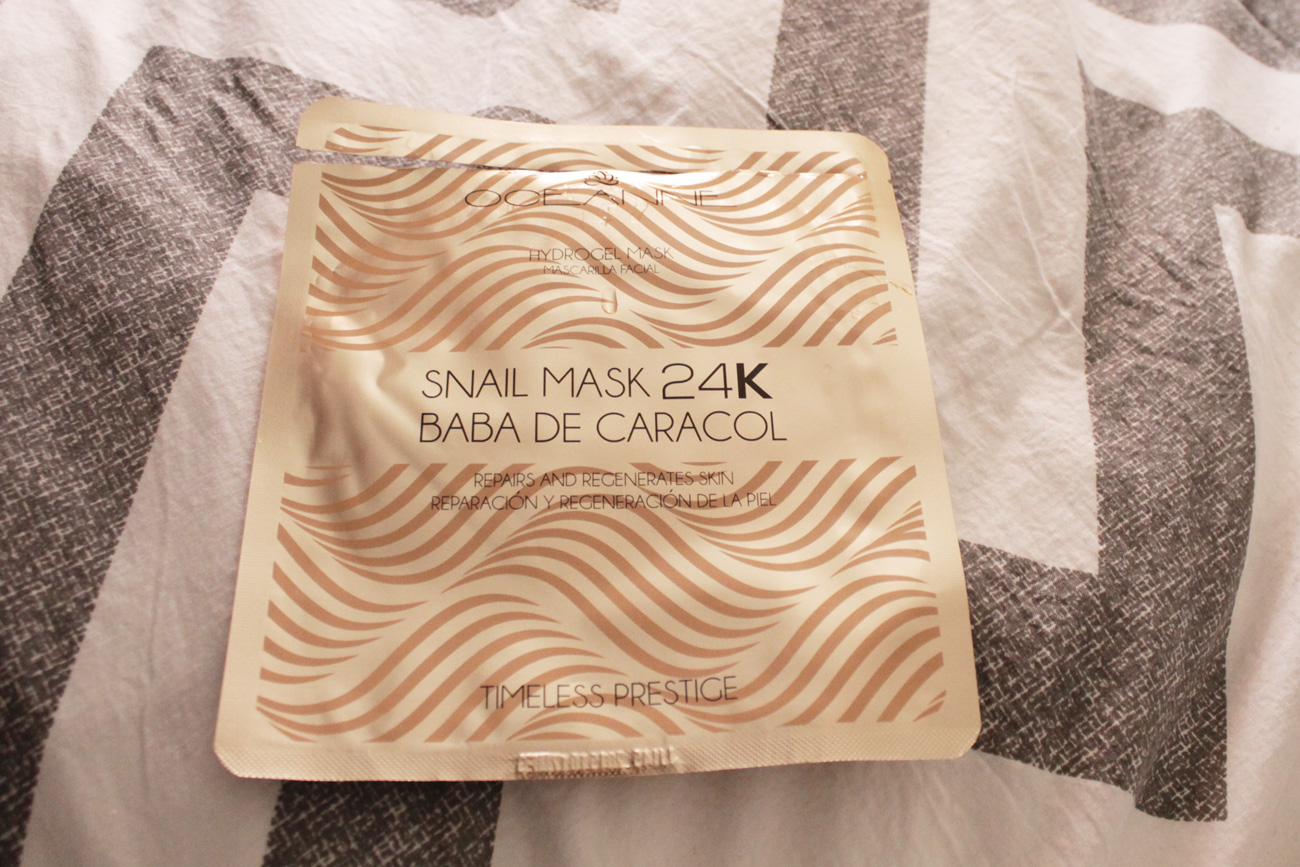 OCEANNE
HYDROGEL MASK
MASCARILLA FACIAL
SNAIL MASK 24K
BABA DE CARACOL
REPAIRS AND REGENERATES SKIN
REPARACIÓN Y REGENERACIÓN DE LA PIEL
TIMELESS PRESTIGE